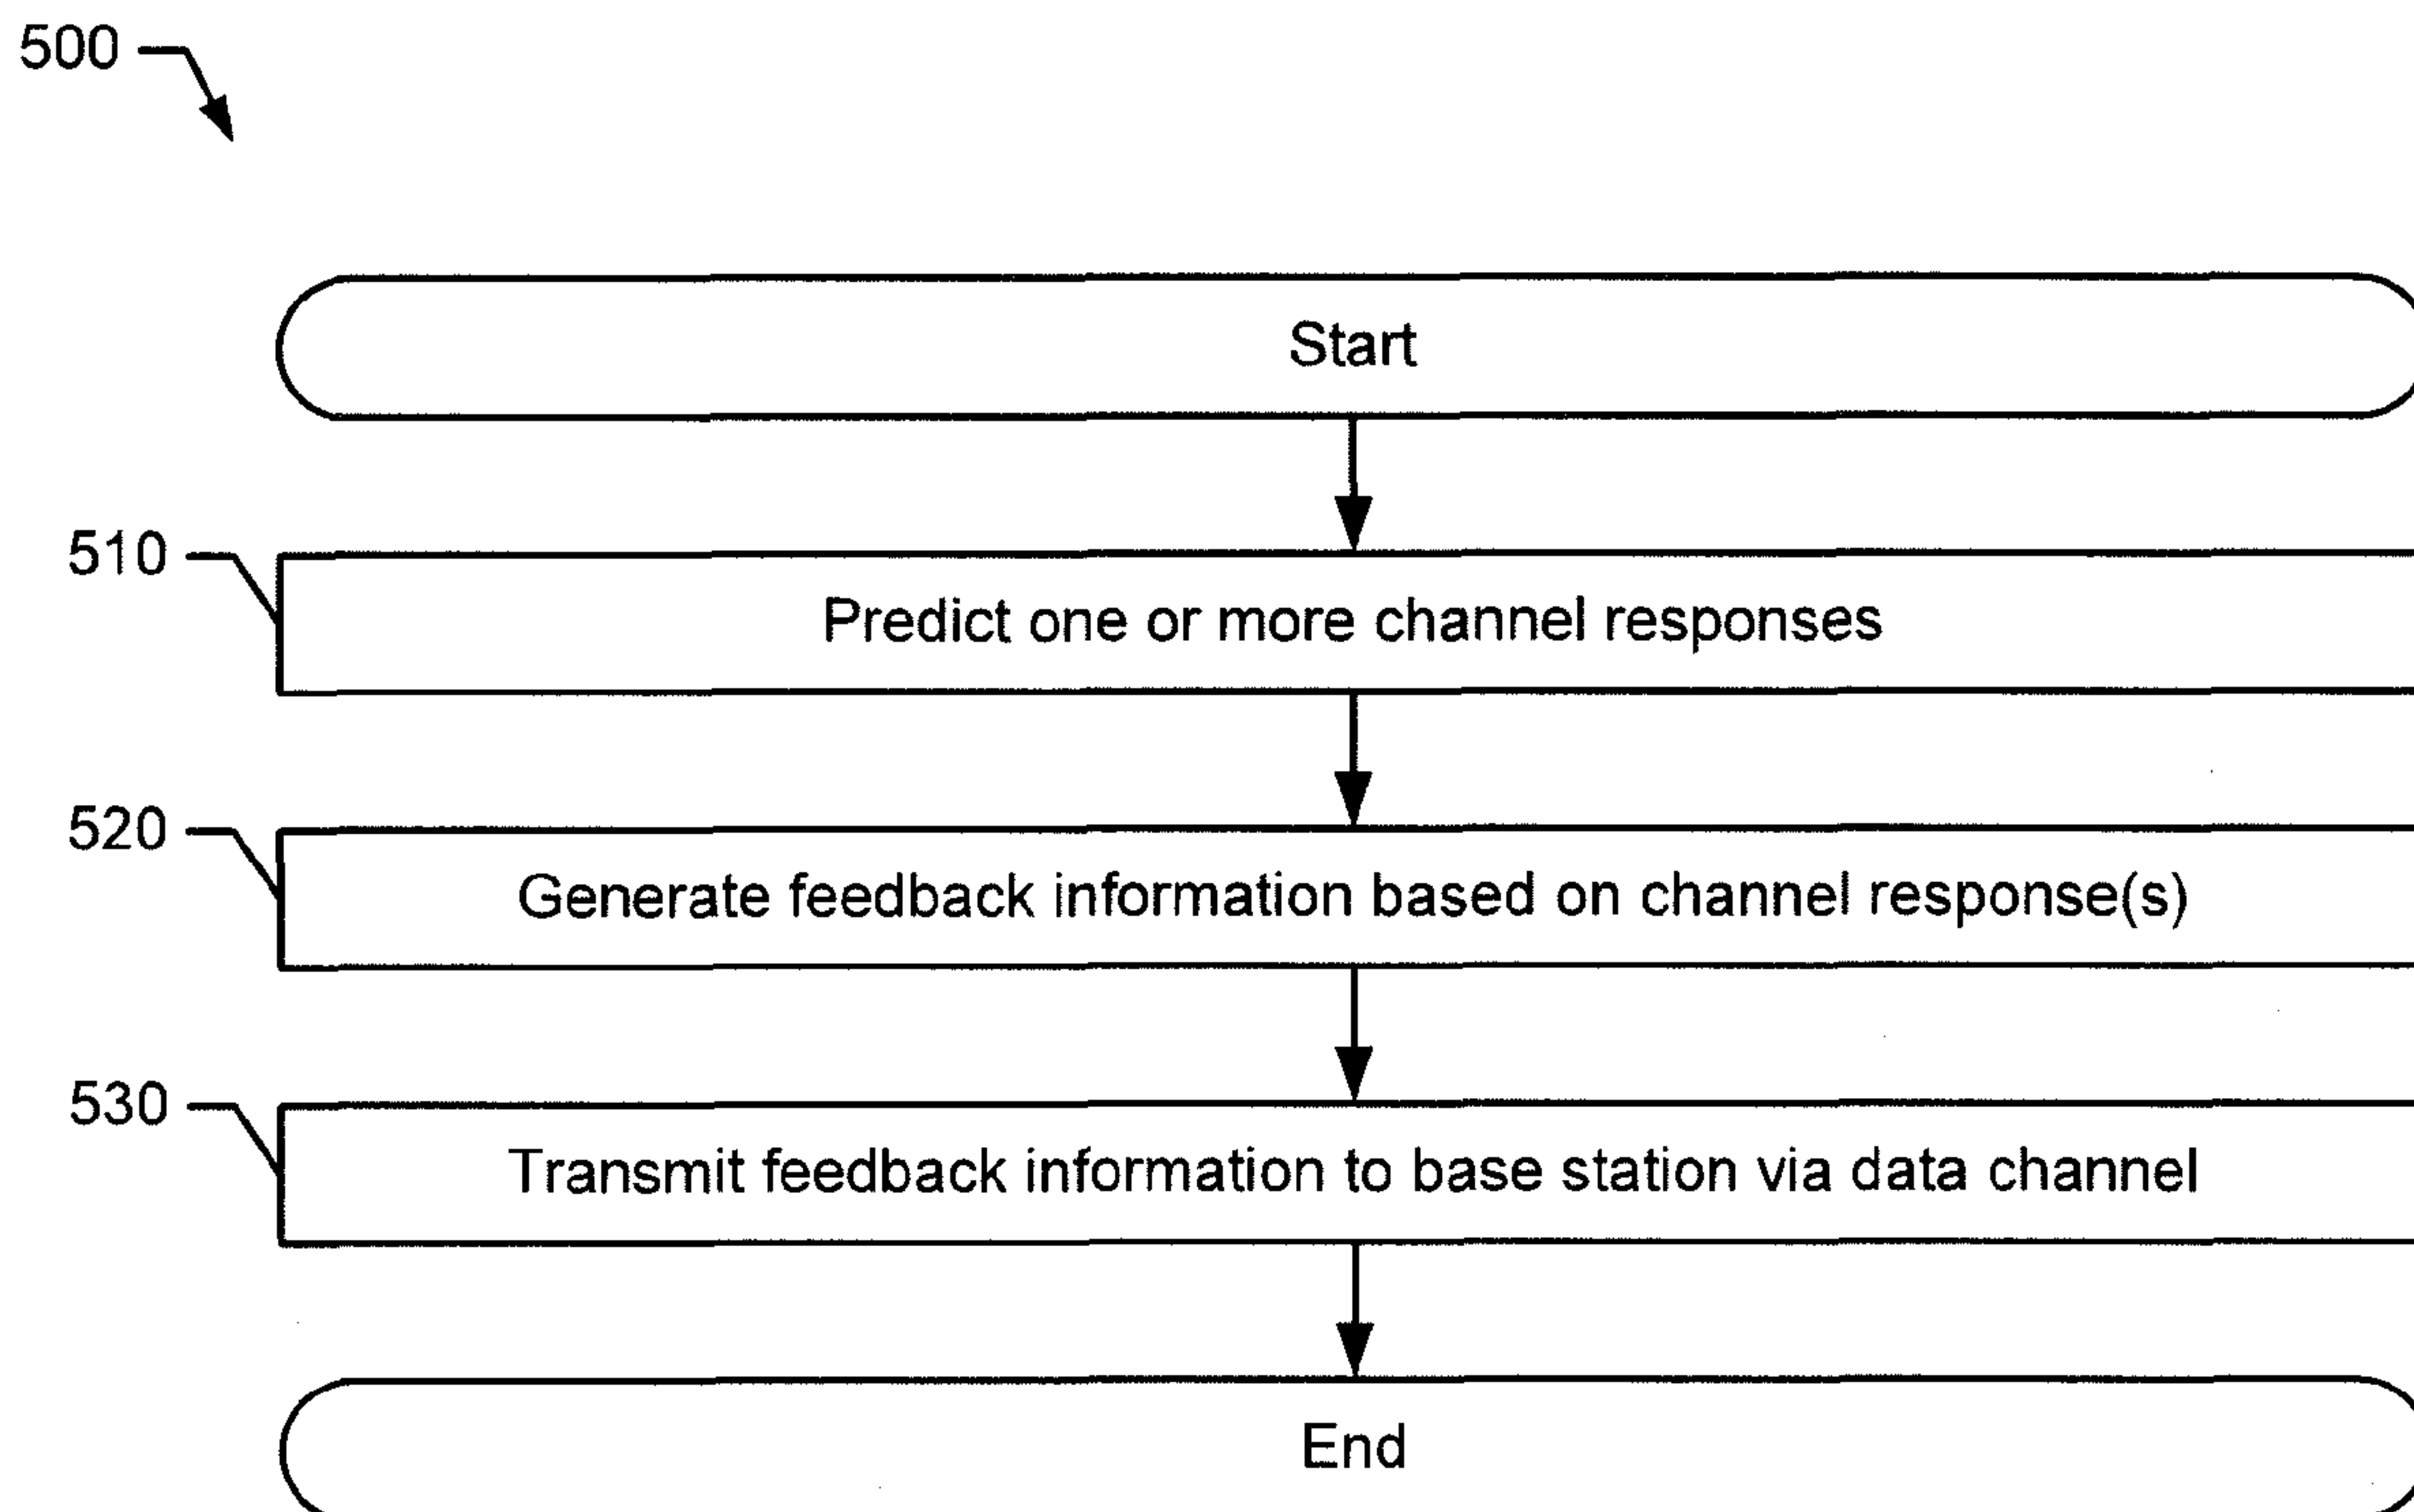 500
Start
510
Predict one or more channel responses
520
Generate feedback information based on channel response(s)
530
Transmit feedback information to base station via data channel
End